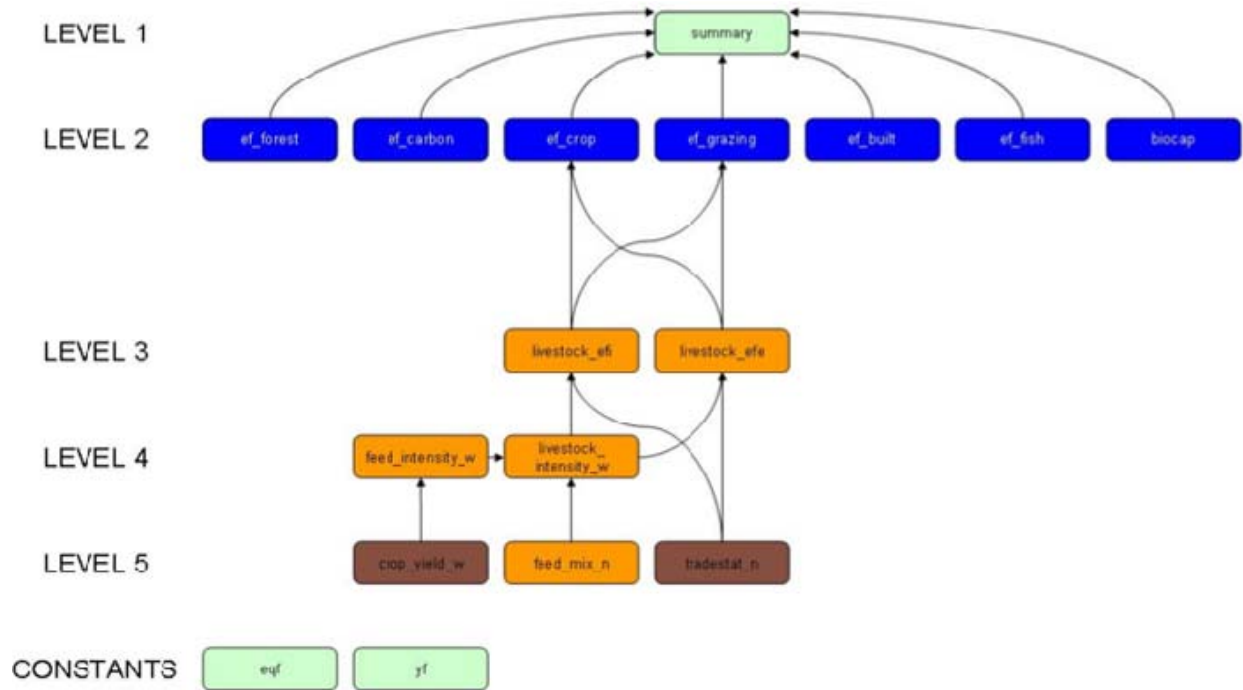 LEVEL 1
summary
LEVEL 2
ef_forest
ef_carbon
ef_crop
ef_grazing
ef_built
ef_fish
biocap
LEVEL 3
livestock_efi
livestock_efe
LEVEL 4
feed_intensity_w
livestock_
intensity_w
LEVEL 5
crop_yield_w
feed_mix_n
tradestat_n
CONSTANTS
eqf
yf